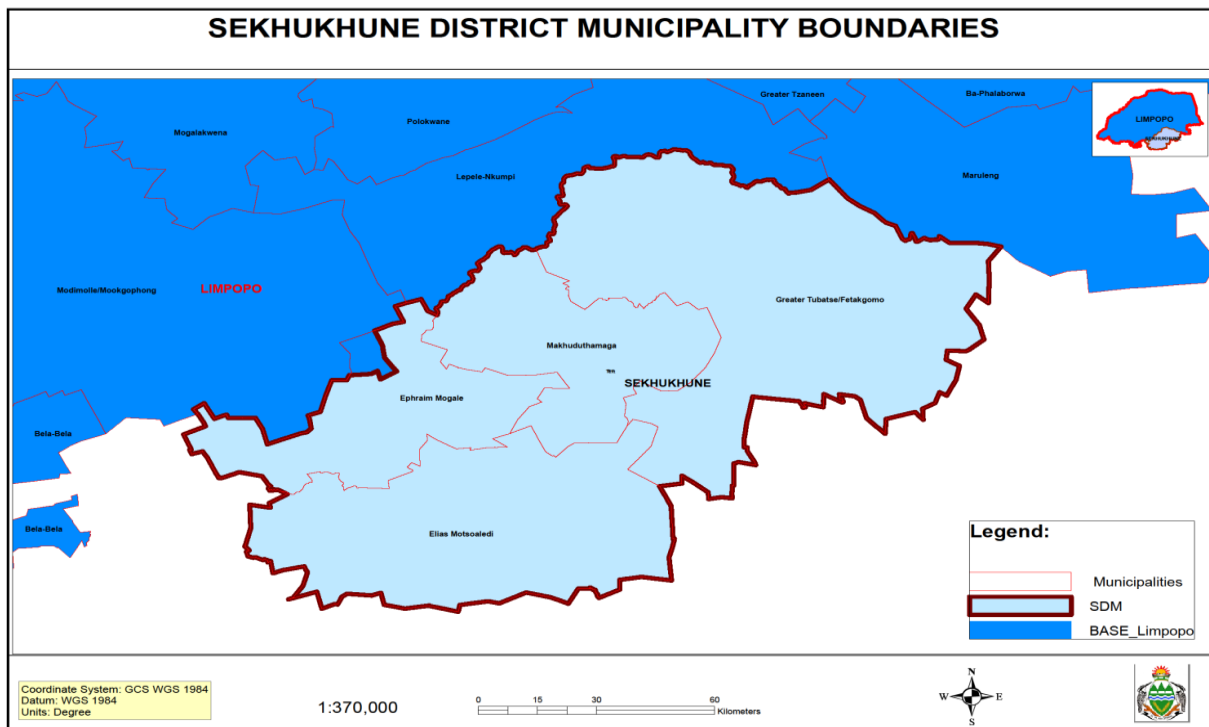 SEKHUKHUNE DISTRICT MUNICIPALITY BOUNDARIES
Greater Tzaneen
Ba-Phalaborwa
Polokwane
Mogalakwena
LIMPOPO
Lepele-Nkumpi
Maruleng
Modimolle/Mookgophong
LIMPOPO
Greater Tubatse/Fetakgomo
Makhuduthamaga
SEKHUKHUNE
Ephraim Mogale
Bela-Bela
Bela-Bela
Elias Motsoaledi
Legend:
Municipalities
SDM
BASE_Limpopo
Coordinate System: GCS WGS 1984
Datum: WGS 1984
Units: Degree
1:370,000
0 15 30 60
Kilometers
N
W E
S